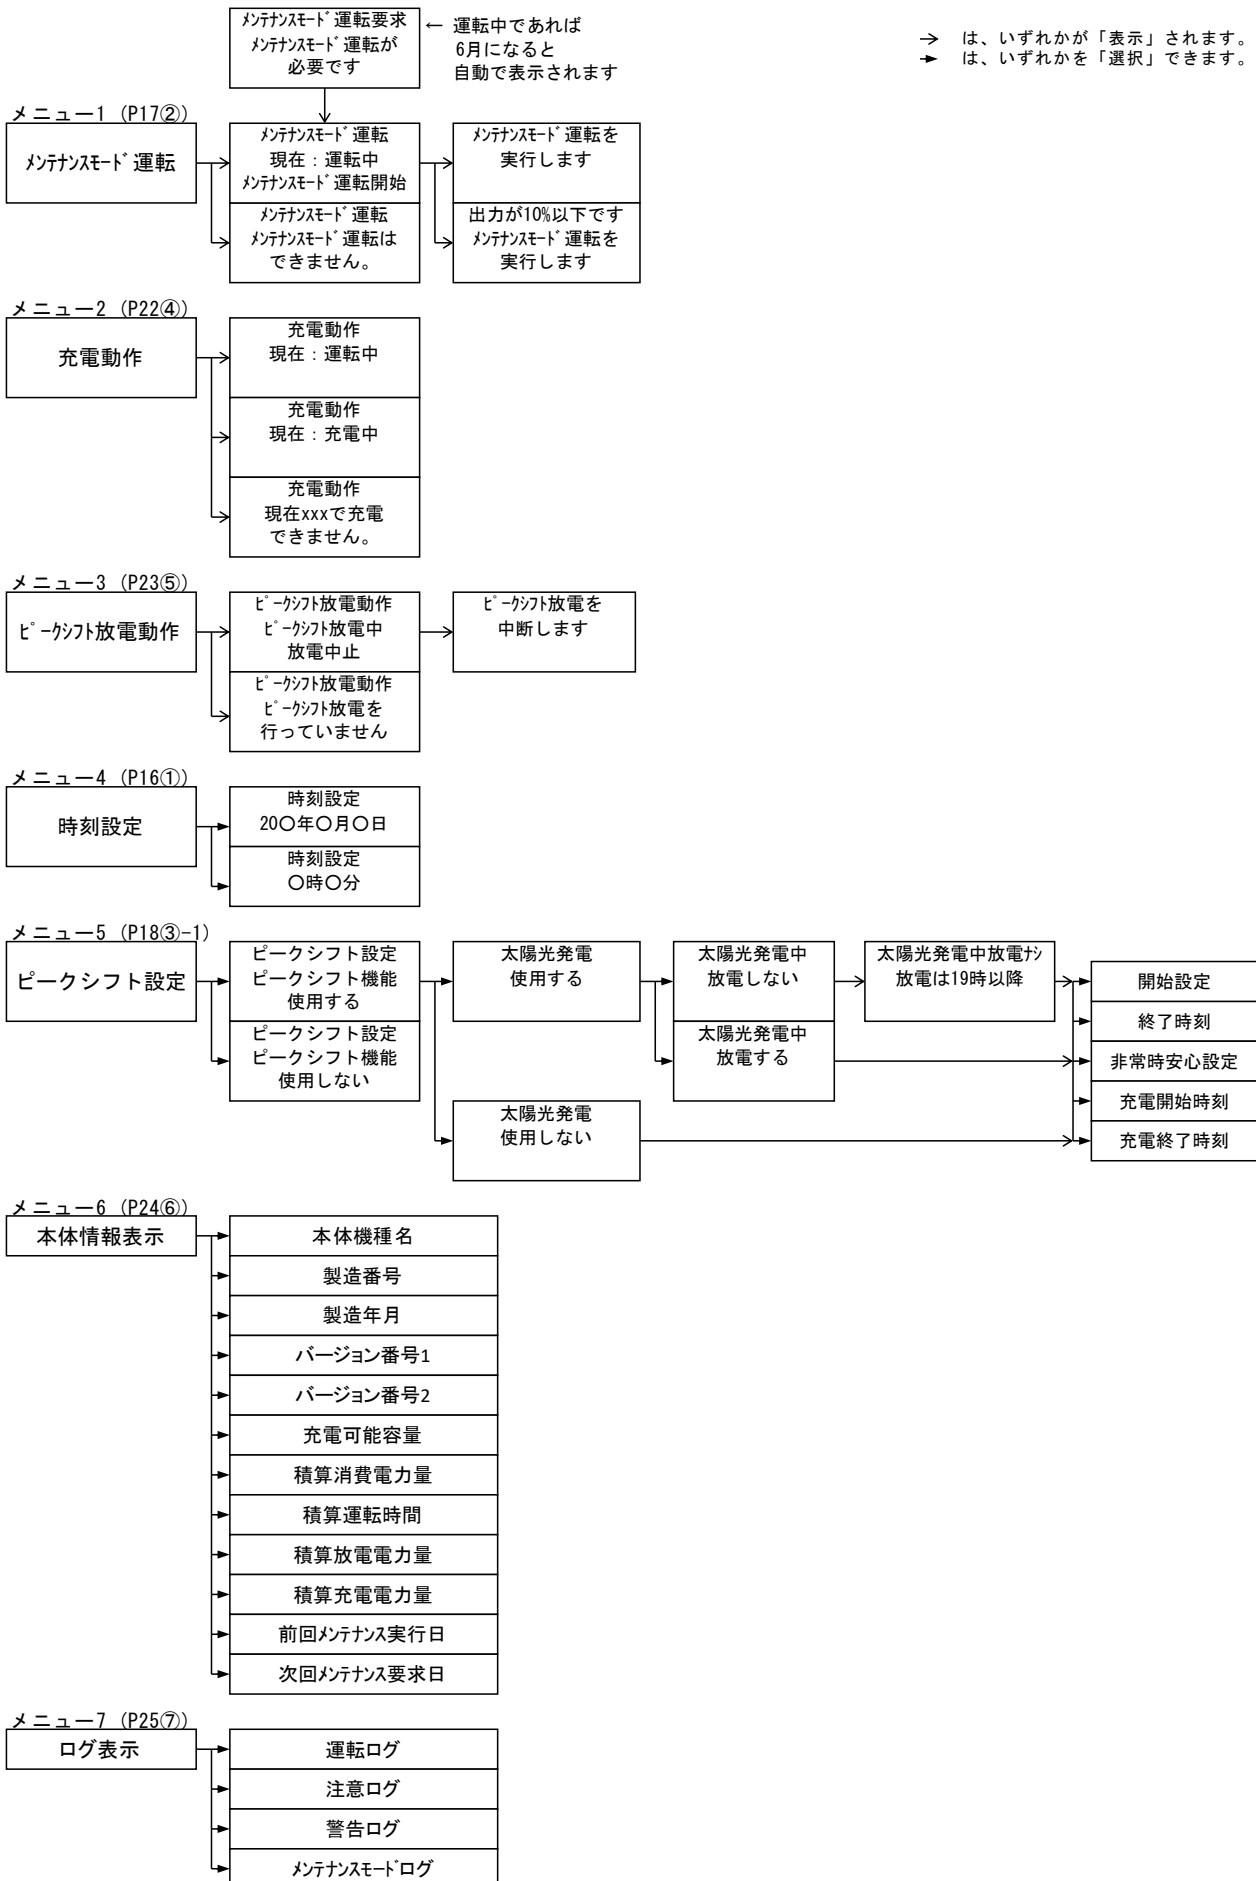 メンテナンスモード運転要求
メンテナンスモード運転が
必要です
← 運転中であれば
6月になると
自動で表示されます
→ は、いずれかが「表示」されます。
→ は、いずれかを「選択」できます。
メニュー1 (P17②)
メンテナンスモード運転
メンテナンスモード運転
現在：運転中
メンテナンスモード運転開始
メンテナンスモード運転を
実行します
メンテナンスモード運転
メンテナンスモード運転は
できません。
出力が10%以下です
メンテナンスモード運転を
実行します
メニュー2 (P22④)
充電動作
充電動作
現在：運転中
充電動作
現在：充電中
充電動作
現在xxxで充電
できません。
メニュー3 (P23⑤)
ピークシフト放電動作
ピークシフト放電動作
ピークシフト放電中
放電中止
ピークシフト放電を
中断します
ピークシフト放電動作
ピークシフト放電を
行っていません
メニュー4 (P16①)
時刻設定
時刻設定
20〇年〇月〇日
時刻設定
〇時〇分
メニュー5 (P18③-1)
ピークシフト設定
ピークシフト設定
ピークシフト機能
使用する
ピークシフト設定
ピークシフト機能
使用しない
太陽光発電
使用する
太陽光発電
使用しない
太陽光発電中
放電しない
太陽光発電中
放電する
太陽光発電中放電ナシ
放電は19時以降
開始設定
終了時刻
非常時安心設定
充電開始時刻
充電終了時刻
メニュー6 (P24⑥)
本体情報表示
本体機種名
製造番号
製造年月
バージョン番号1
バージョン番号2
充電可能容量
積算消費電力量
積算運転時間
積算放電電力量
積算充電電力量
前回メンテナンス実行日
次回メンテナンス要求日
メニュー7 (P25⑦)
ログ表示
運転ログ
注意ログ
警告ログ
メンテナンスモードログ